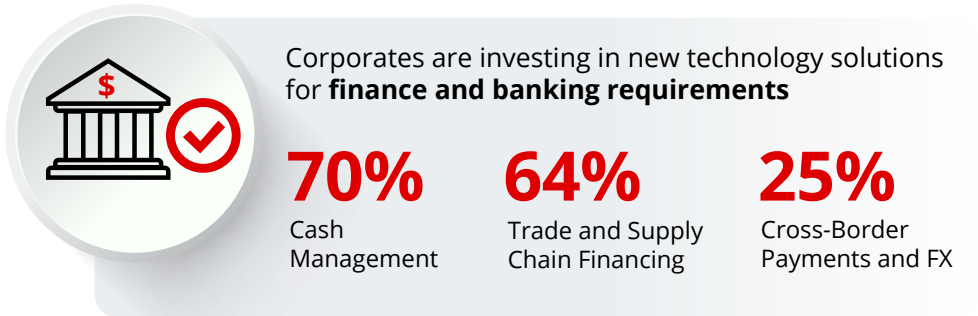 $
Corporates are investing in new technology solutions
for finance and banking requirements
70%
Cash
Management
64%
Trade and Supply
Chain Financing
25%
Cross-Border
Payments and FX